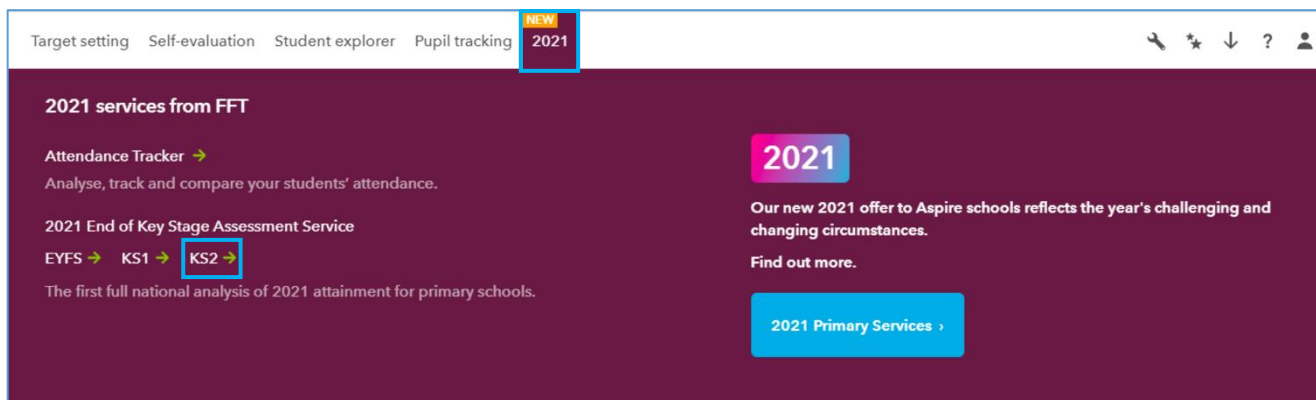 NEW
Target setting Self-evaluation Student explorer Pupil tracking 2021 ?
2021 services from FFT
Attendance Tracker →
Analyse, track and compare your students' attendance.
2021 End of Key Stage Assessment Service
EYFS → KS1 → KS2 →
The first full national analysis of 2021 attainment for primary schools.
2021
Our new 2021 offer to Aspire schools reflects the year's challenging and
changing circumstances.
Find out more.
2021 Primary Services ›